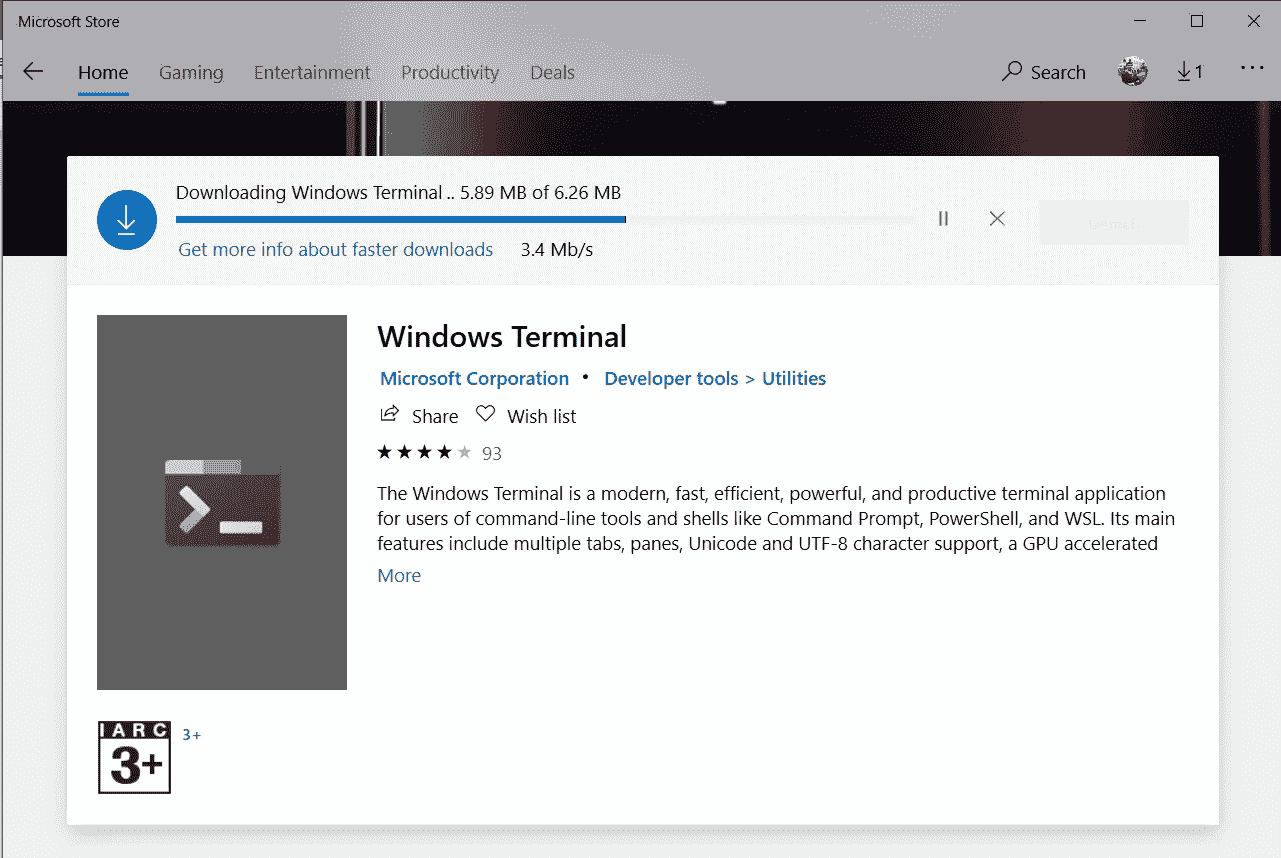 Microsoft Store
Home Gaming Entertainment Productivity Deals Search 1
Downloading Windows Terminal .. 5.89 MB of 6.26 MB
Get more info about faster downloads 3.4 Mb/s
Windows Terminal
Microsoft Corporation • Developer tools > Utilities
Share Wish list
93
The Windows Terminal is a modern, fast, efficient, powerful, and productive terminal application
for users of command-line tools and shells like Command Prompt, PowerShell, and WSL. Its main
features include multiple tabs, panes, Unicode and UTF-8 character support, a GPU accelerated
More
IARC
3+
3+